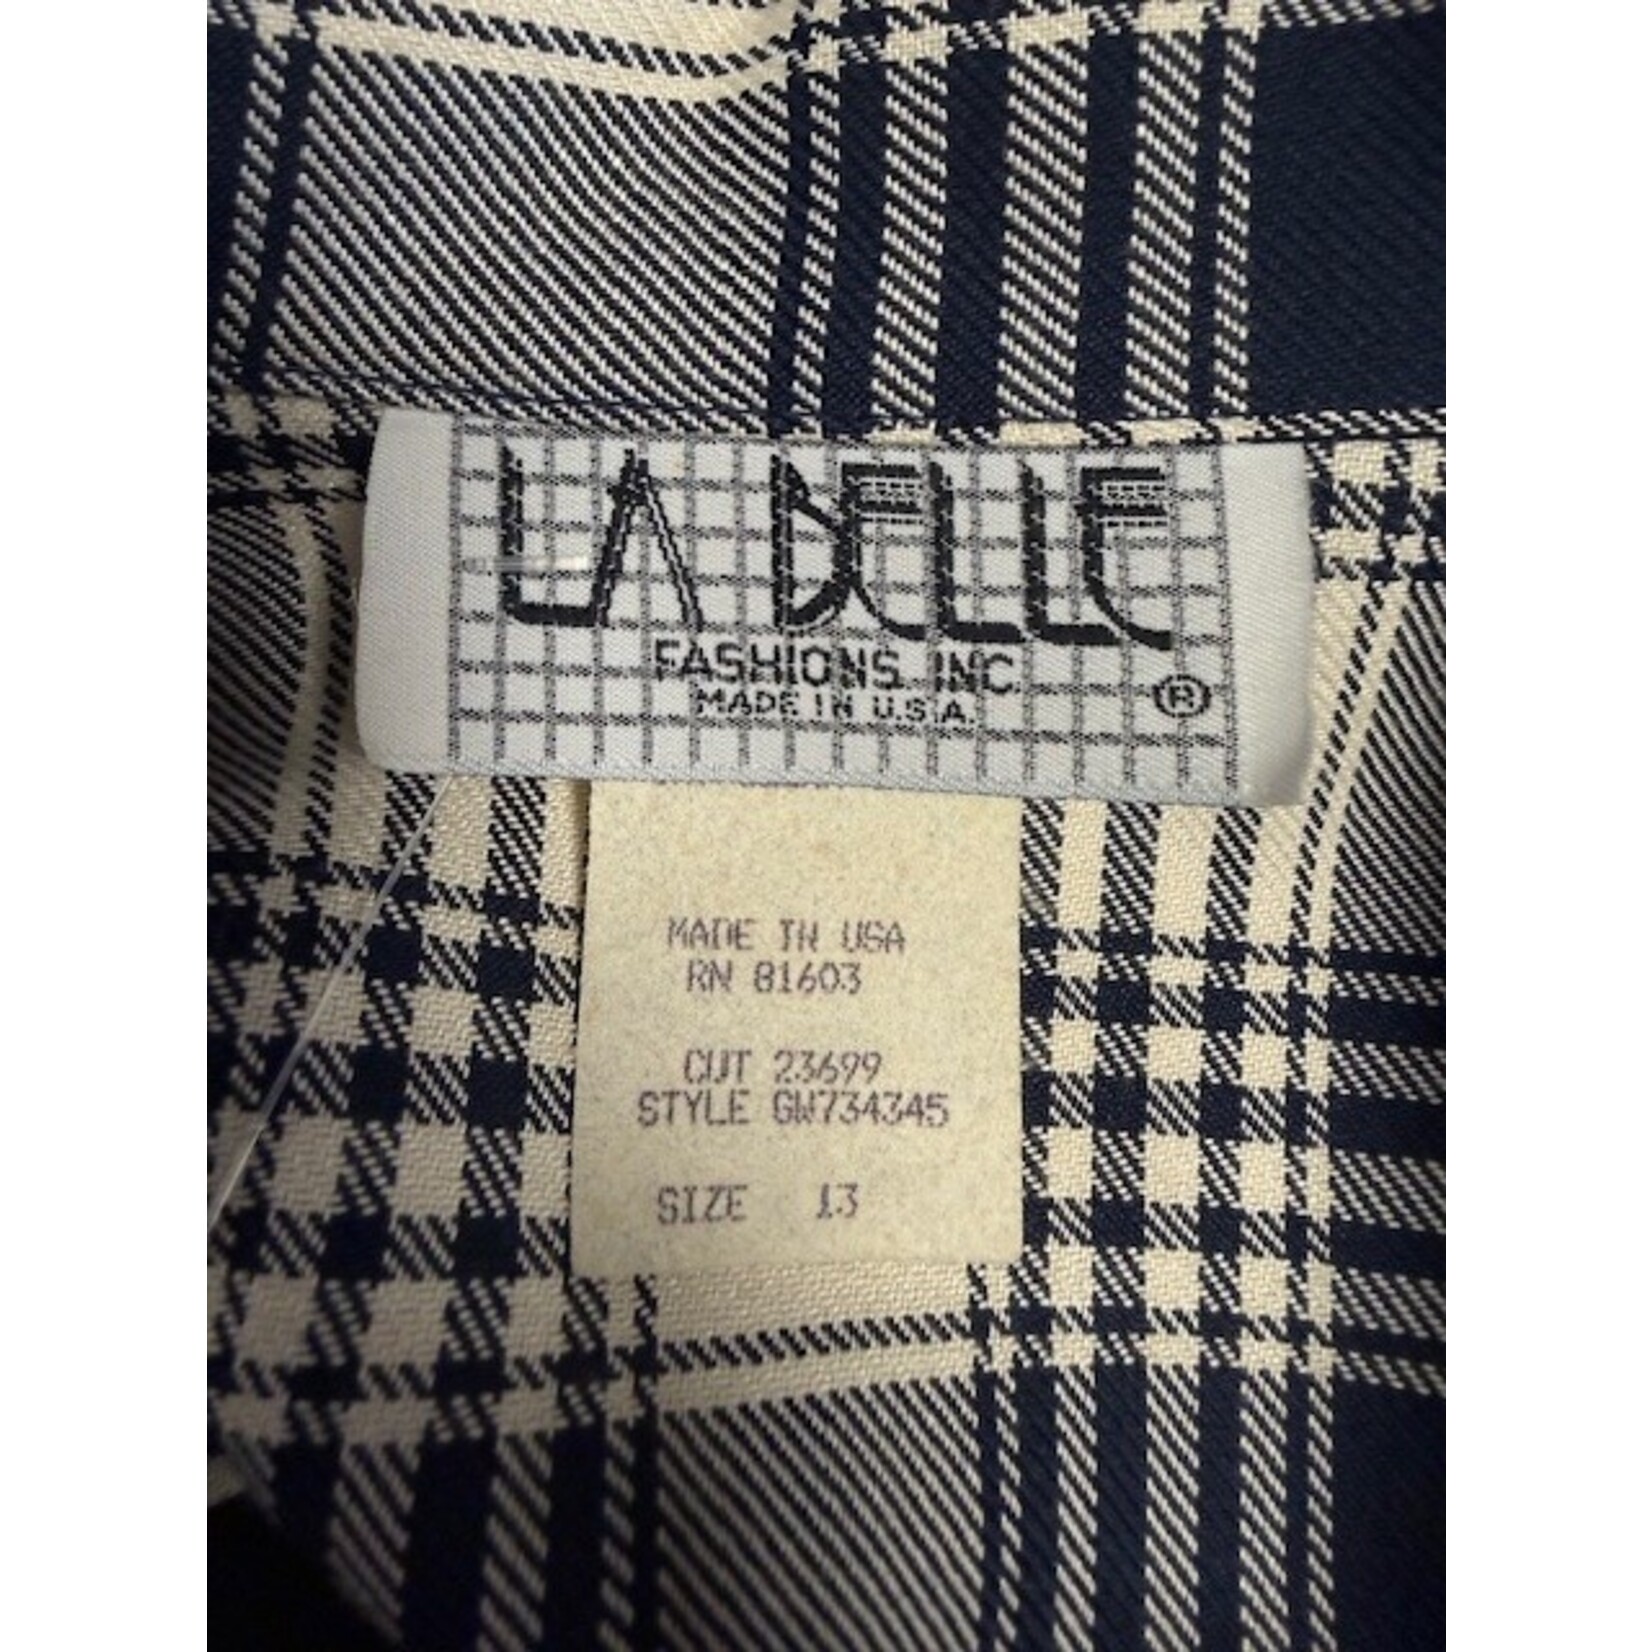 LA BELLE
FASHIONS, INC.
MADE IN U.S.A.
®
MADE IN USA
RN 81603
CUT 23699
STYLE GW734345
SIZE 13